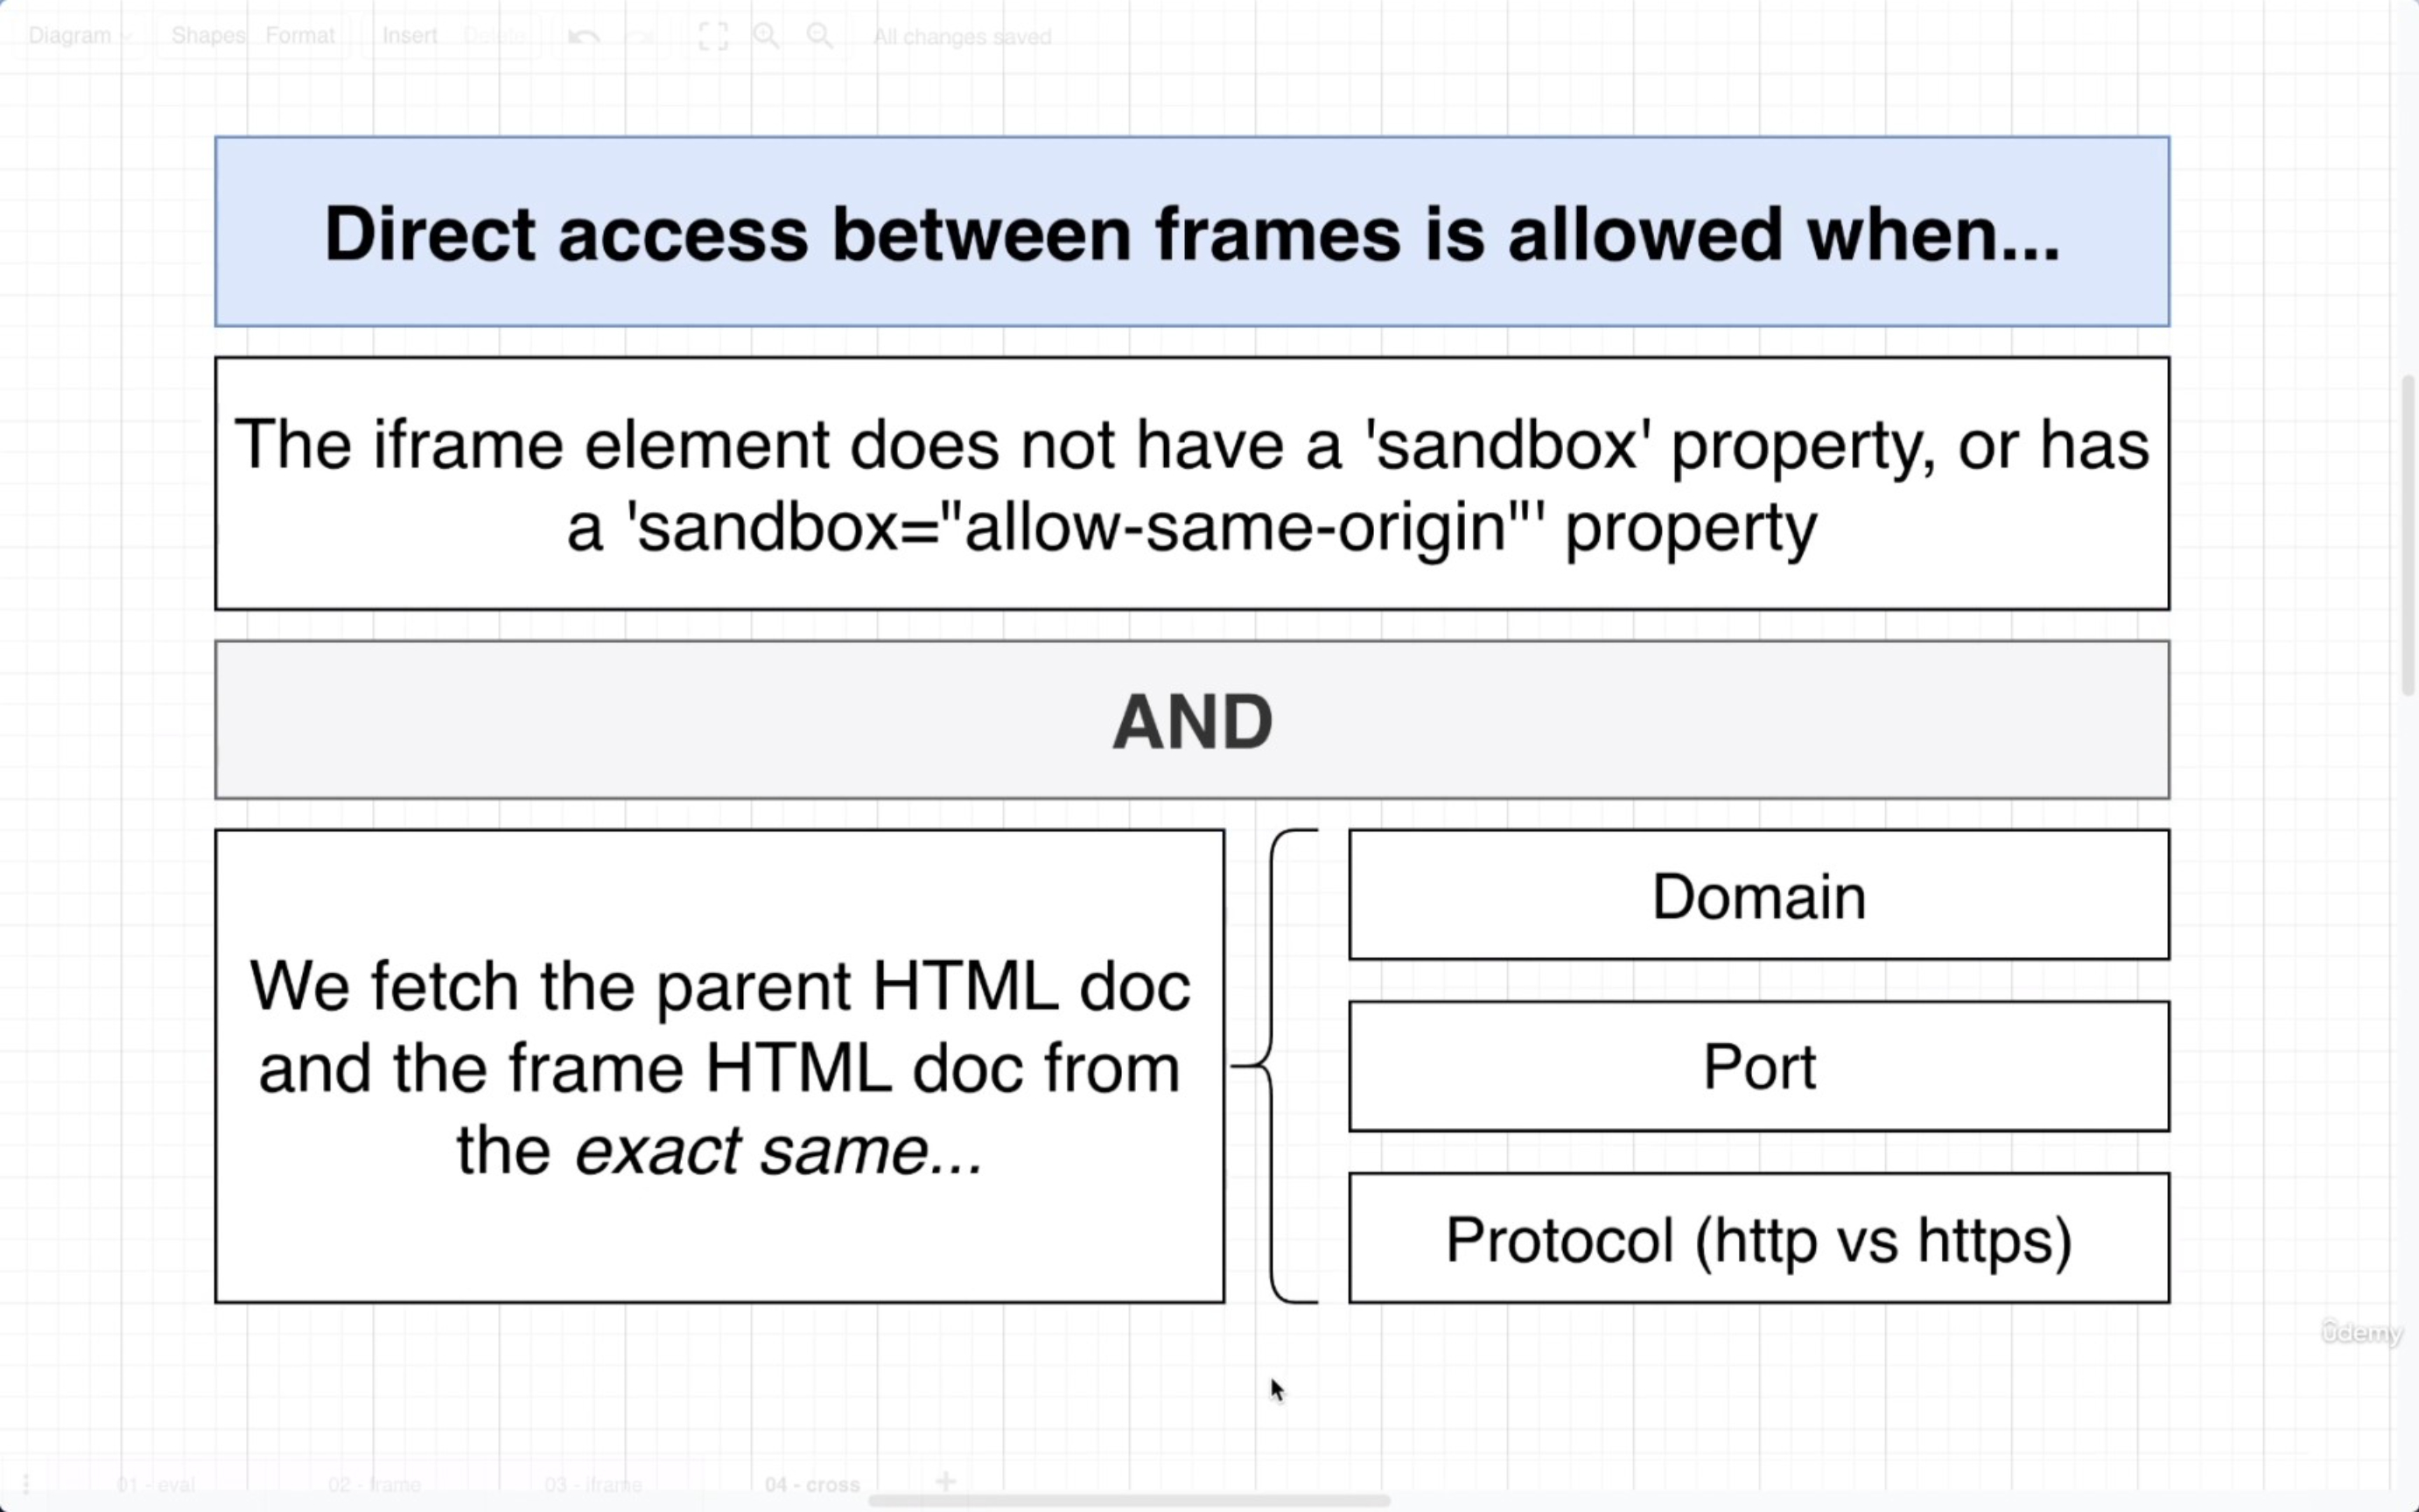 Diagram Shapes Format Insert Delete All changes saved
Direct access between frames is allowed when...
The iframe element does not have a 'sandbox' property, or has
a 'sandbox="allow-same-origin"' property
AND
We fetch the parent HTML doc
and the frame HTML doc from
the exact same...
Domain
Port
Protocol (http vs https)
ûdemy
01 - eval 02 - frame 03 - iframe 04 - cross